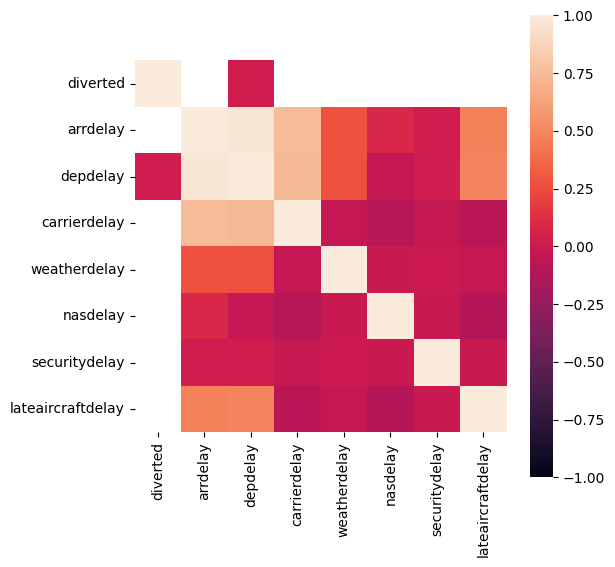 diverted
arrdelay
depdelay
carrierdelay
weatherdelay
nasdelay
securitydelay
lateaircraftdelay
diverted
arrdelay
depdelay
carrierdelay
weatherdelay
nasdelay
securitydelay
lateaircraftdelay
1.00
0.75
0.50
0.25
0.00
−0.25
−0.50
−0.75
−1.00